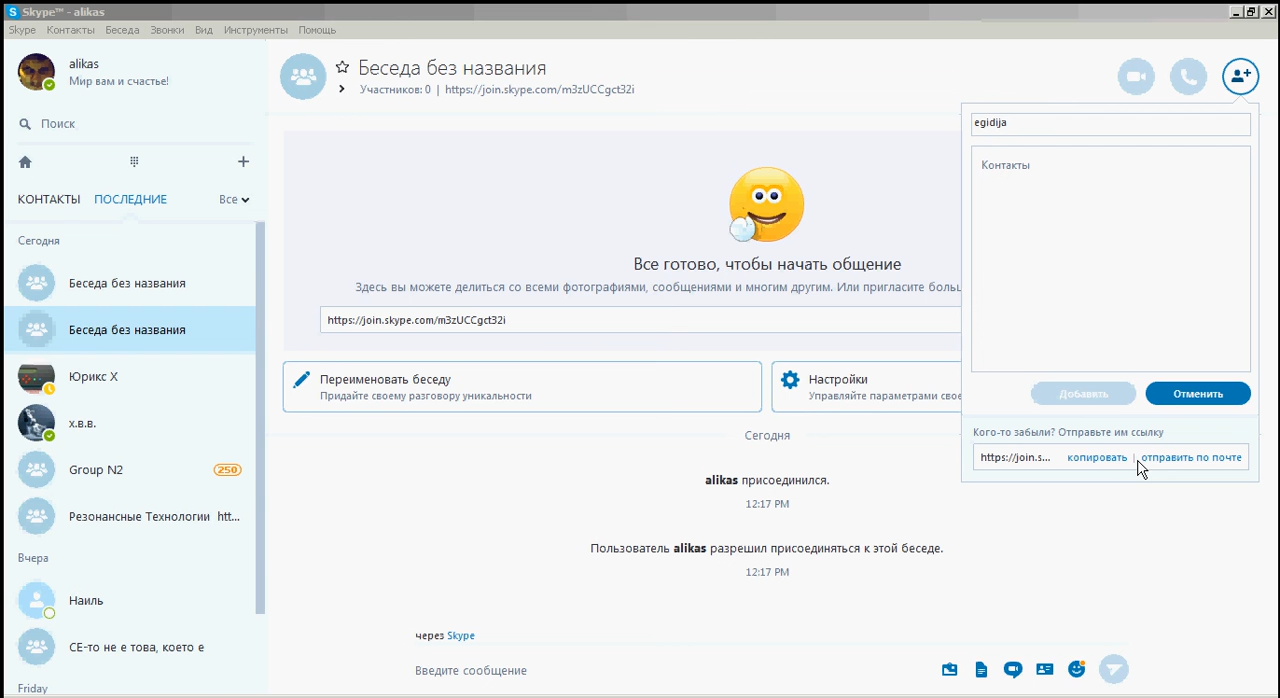 Skype™ - alikas
Skype Контакты Беседа Звонки Вид Инструменты Помощь
alikas
Мир вам и счастье!
Поиск
КОНТАКТЫ ПОСЛЕДНИЕ Все
Сегодня
Беседа без названия
Беседа без названия
Юрикс Х
х.в.в.
Group N2 250
Резонансные Технологии htt...
Вчера
Наиль
СЕ-то не е това, което е
Friday
Беседа без названия
Участников: 0 | https://join.skype.com/m3zUCCgct32i
Все готово, чтобы начать общение
Здесь вы можете делиться со всеми фотографиями, сообщениями и многим другим. Или пригласите боль
https://join.skype.com/m3zUCCgct32i
Переименовать беседу
Придайте своему разговору уникальности
Настройки
Управляйте параметрами свое
Сегодня
alikas присоединился.
12:17 PM
Пользователь alikas разрешил присоединяться к этой беседе.
12:17 PM
через Skype
Введите сообщение
egidija
Контакты
Добавить Отменить
Кого-то забыли? Отправьте им ссылку
https://join.s... копировать | отправить по почте